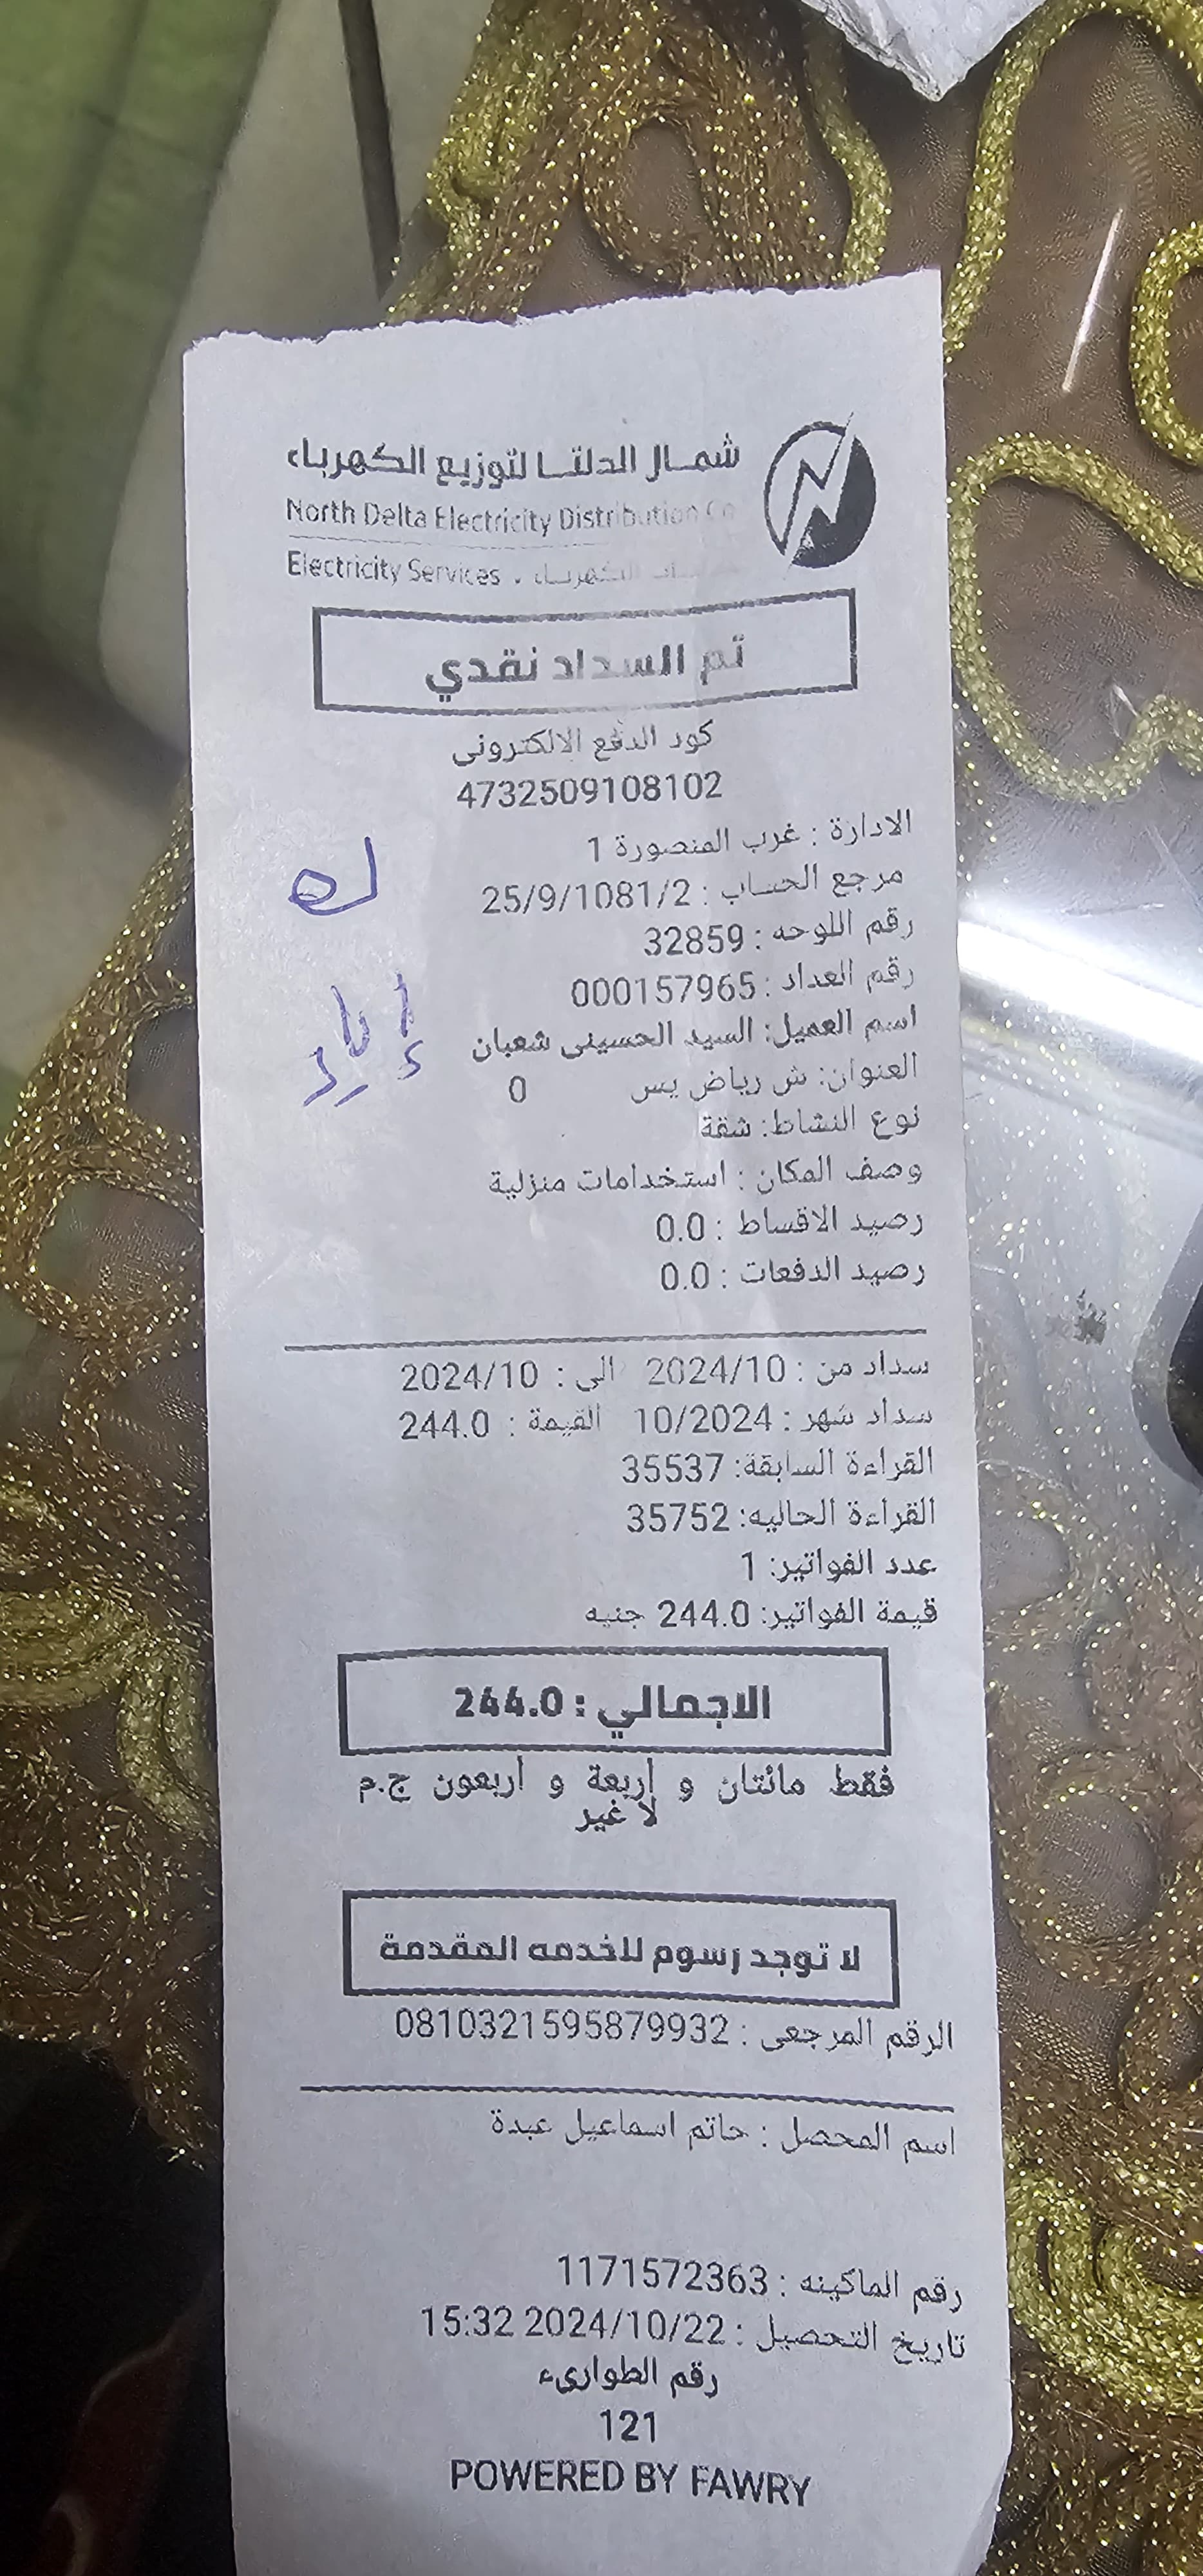 شمال الدلتا لتوزيع الكهرباء
North Delta Electricity Distribution Co
Electricity Services . خدمات الكهرباء
تم السداد نقدي
كود الدفع الالكترونى
4732509108102
الادارة : غرب المنصورة 1
مرجع الحساب : 25/9/1081/2
رقم اللوحه : 32859
رقم العداد : 000157965
اسم العميل: السيد الحسينى شعبان
العنوان: ش رياض يس 0
نوع النشاط: شقة
وصف المكان : استخدامات منزلية
رصيد الاقساط : 0.0
رصيد الدفعات : 0.0
ك
إياد
سداد من : 2024/10 الى : 2024/10
سداد شهر : 10/2024 القيمة : 244.0
القراءة السابقة: 35537
القراءة الحاليه: 35752
عدد الفواتير: 1
قيمة الفواتير: 244.0 جنيه
الاجمالي : 244.0
فقط مائتان و أربعة و أربعون ج.م
لا غير
لا توجد رسوم للخدمه المقدمة
الرقم المرجعى : 0810321595879932
اسم المحصل : حاتم اسماعيل عبدة
رقم الماكينه : 1171572363
تاريخ التحصيل : 2024/10/22 15:32
رقم الطوارىء
121
POWERED BY FAWRY